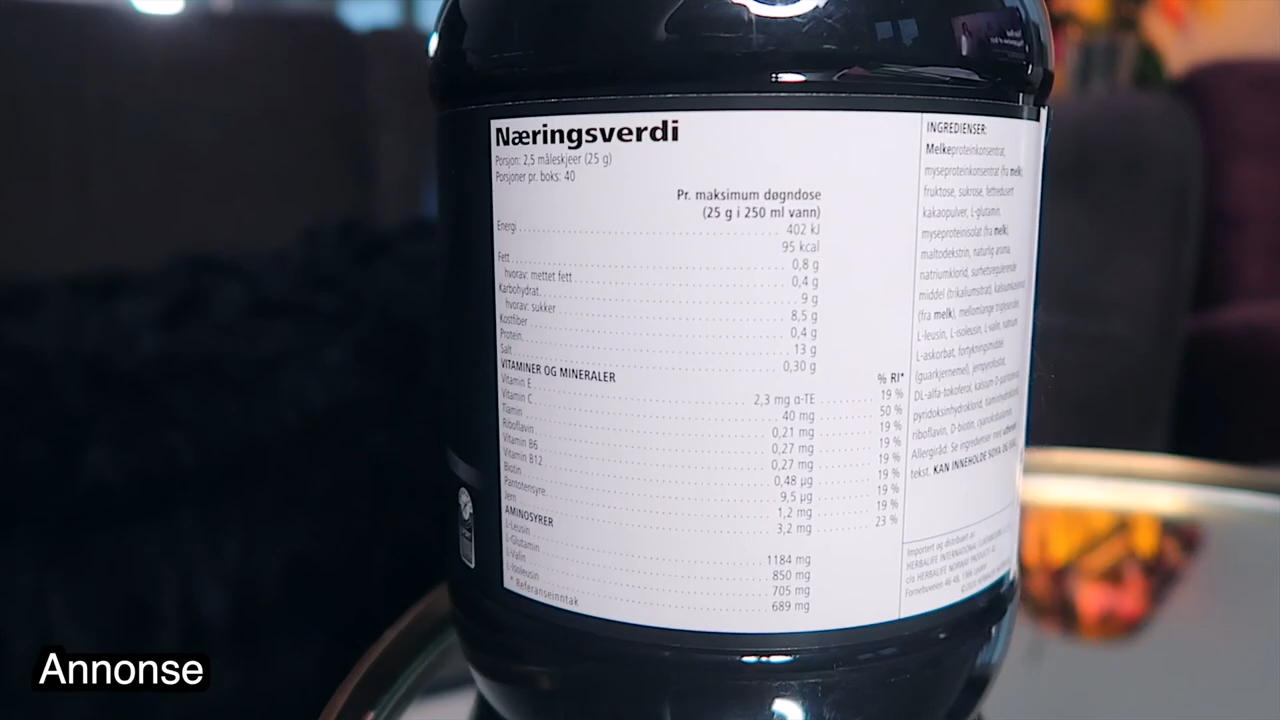 Næringsverdi
Porsjon: 2,5 måleskjeer (25 g)
Porsjoner pr. boks: 40
Pr. maksimum døgndose
(25 g i 250 ml vann)
Energi 402 kJ
95 kcal
Fett 0,8 g
hvorav: mettet fett 0,4 g
Karbohydrat 9 g
hvorav: sukker 8,5 g
Kostfiber 0,4 g
Protein 13 g
Salt 0,30 g
VITAMINER OG MINERALER % RI*
Vitamin E 2,3 mg α-TE 19 %
Vitamin C 40 mg 50 %
Tiamin 0,21 mg 19 %
Riboflavin 0,27 mg 19 %
Vitamin B6 0,27 mg 19 %
Vitamin B12 0,48 µg 19 %
Biotin 9,5 µg 19 %
Pantotensyre 1,2 mg 19 %
Jern 3,2 mg 23 %
AMINOSYRER
L-Leusin 1184 mg
L-Glutamin 850 mg
L-Valin 705 mg
L-Isoleusin 689 mg
* Referanseinntak
INGREDIENSER:
Melkeproteinkonsentrat,
myseproteinkonsentrat (fra melk)
fruktose, sukrose, fettredusert
kakaopulver, L-glutamin,
myseproteinisolat (fra melk)
maltodekstrin, naturlig aroma,
natriumklorid, surhetsregulerende
middel (trikaliumsitrat),
(fra melk), mellomlange
L-leusin, L-isoleusin, L-valin, natrium
L-askorbat, fortykningsmiddel
(guarkjernemel), jernpyrofosfat,
DL-alfa-tokoferol, kalsium
pyridoksinhydroklorid,
riboflavin, D-biotin,
Allergiråd: Se ingredienser med
tekst. KAN INNEHOLDE SOYA OG
Importert og distribuert av:
HERBALIFE INTERNATIONAL
c/o HERBALIFE NORWAY PRODUCTS
Fornebuveien
Annonse